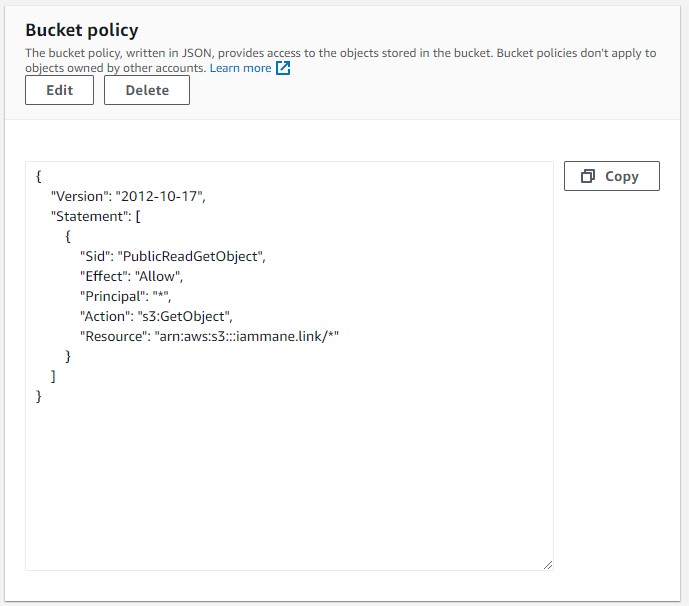 Bucket policy
The bucket policy, written in JSON, provides access to the objects stored in the bucket. Bucket policies don't apply to
objects owned by other accounts. Learn more
Edit Delete
Copy
{
    "Version": "2012-10-17",
    "Statement": [
        {
            "Sid": "PublicReadGetObject",
            "Effect": "Allow",
            "Principal": "*",
            "Action": "s3:GetObject",
            "Resource": "arn:aws:s3:::iammane.link/*"
        }
    ]
}